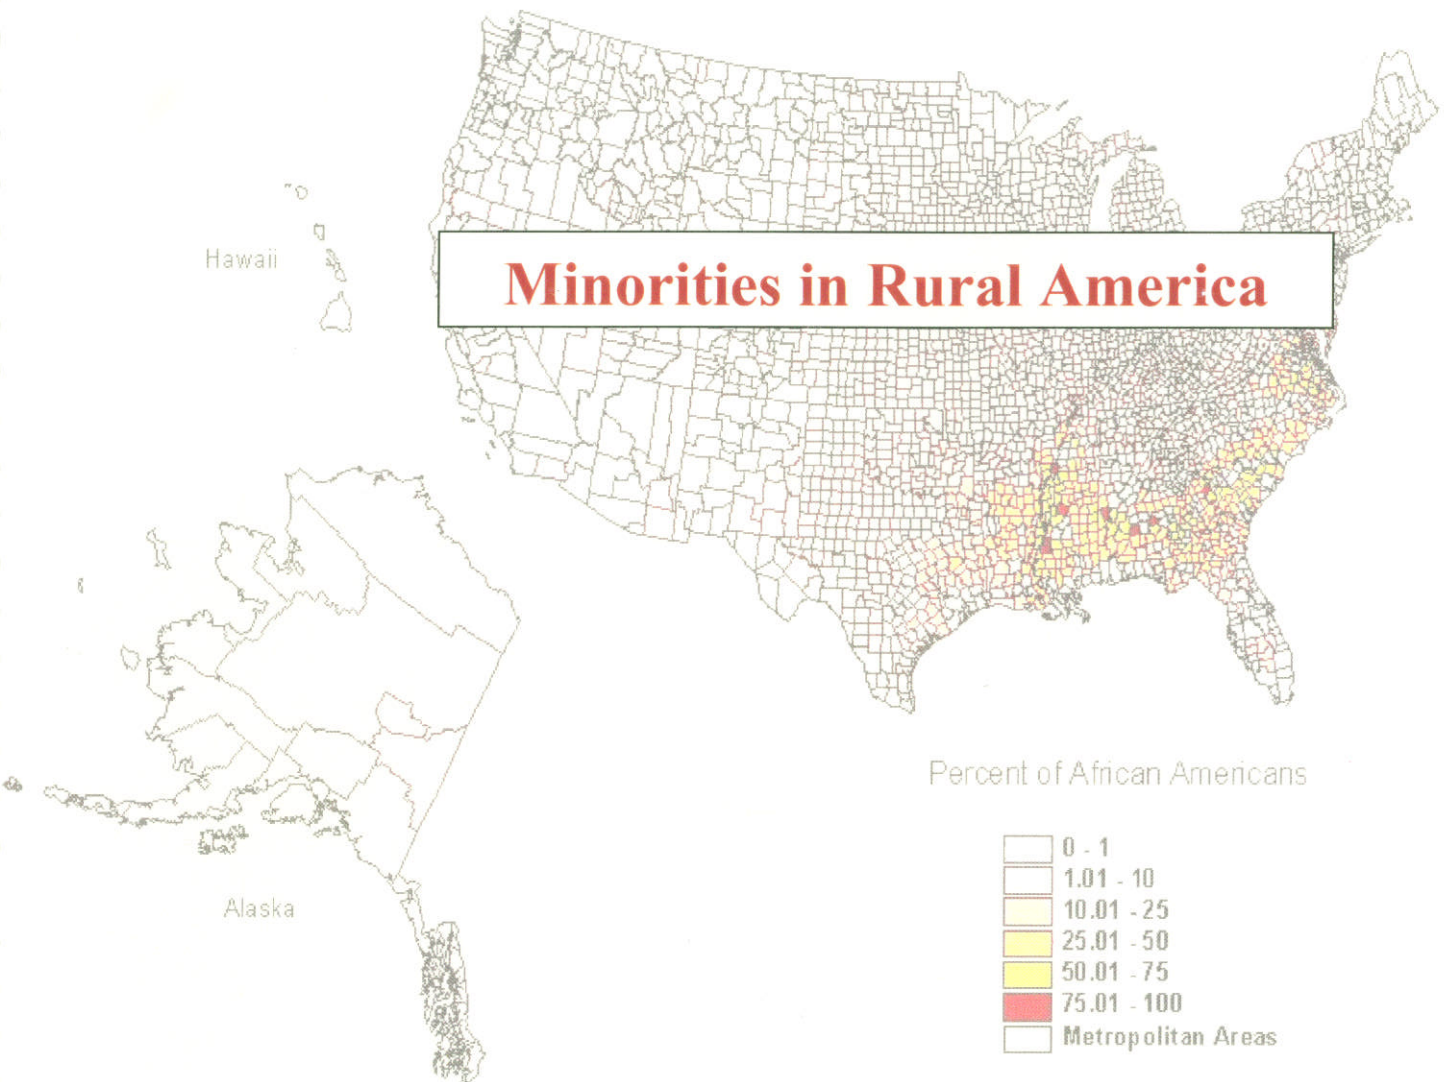 Hawaii
Minorities in Rural America
Percent of African Americans
0 - 1
1.01 - 10
10.01 - 25
25.01 - 50
50.01 - 75
75.01 - 100
Metropolitan Areas
Alaska